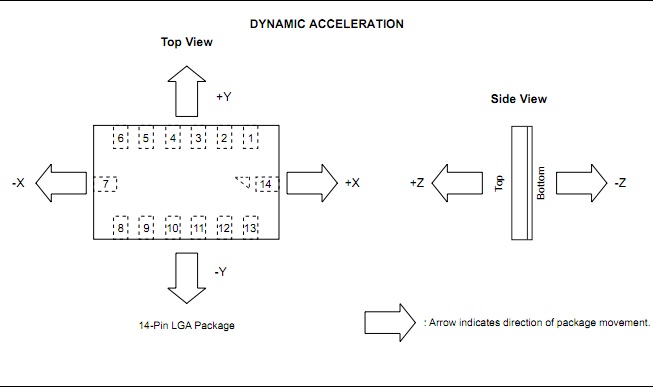 DYNAMIC ACCELERATION
Top View
+Y
Side View
6 5 4 3 2 1
-X
7
14
+X
+Z
Top
Bottom
-Z
8 9 10 11 12 13
-Y
14-Pin LGA Package
: Arrow indicates direction of package movement.